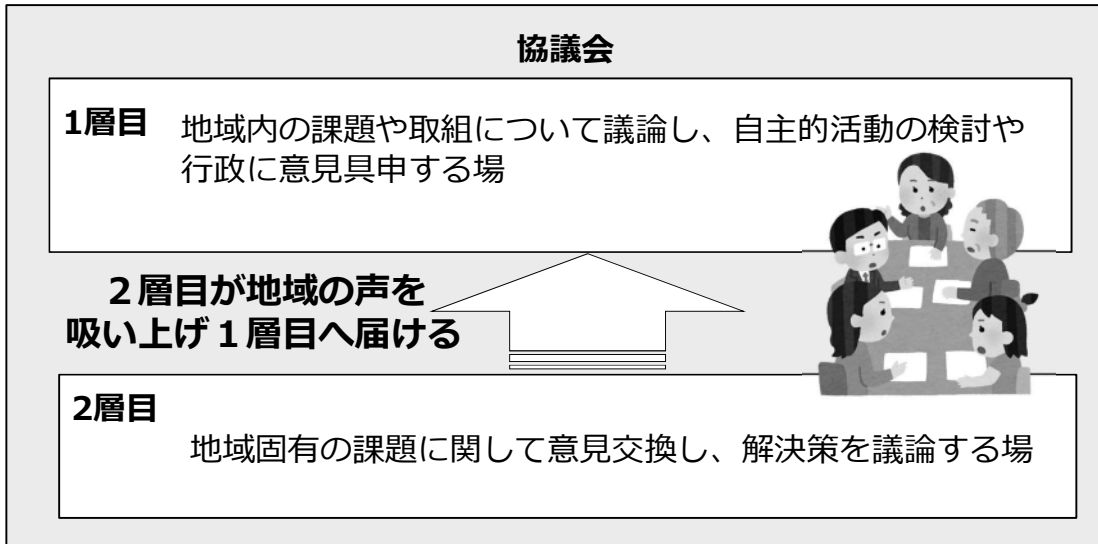 協議会
1層目
地域内の課題や取組について議論し、自主的活動の検討や
行政に意見具申する場
２層目が地域の声を
吸い上げ１層目へ届ける
2層目
地域固有の課題に関して意見交換し、解決策を議論する場